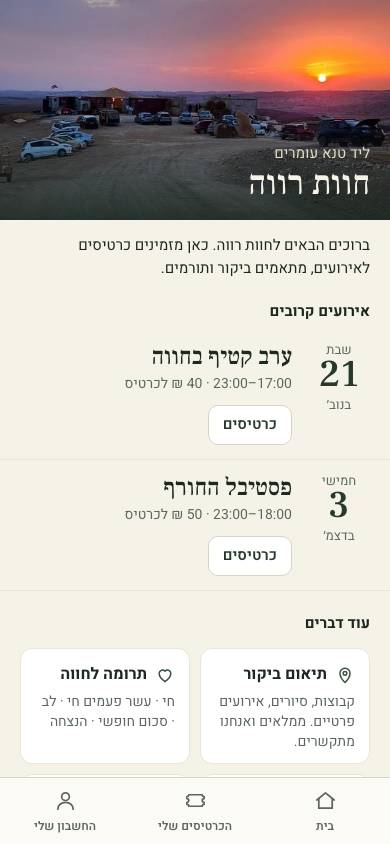 ליד טנא עומרים
חוות רווה
ברוכים הבאים לחוות רווה. כאן מזמינים כרטיסים
לאירועים, מתאמים ביקור ותורמים.
אירועים קרובים
שבת
21
בנוב׳
ערב קטיף בחווה
17:00–23:00 · 40 ₪ לכרטיס
כרטיסים
חמישי
3
בדצמ׳
פסטיבל החורף
18:00–23:00 · 50 ₪ לכרטיס
כרטיסים
עוד דברים
תיאום ביקור
קבוצות, סיורים, אירועים
פרטיים. ממלאים ואנחנו
מתקשרים.
תרומה לחווה
חי · עשר פעמים חי · לב
· סכום חופשי · הנצחה
בית
הכרטיסים שלי
החשבון שלי